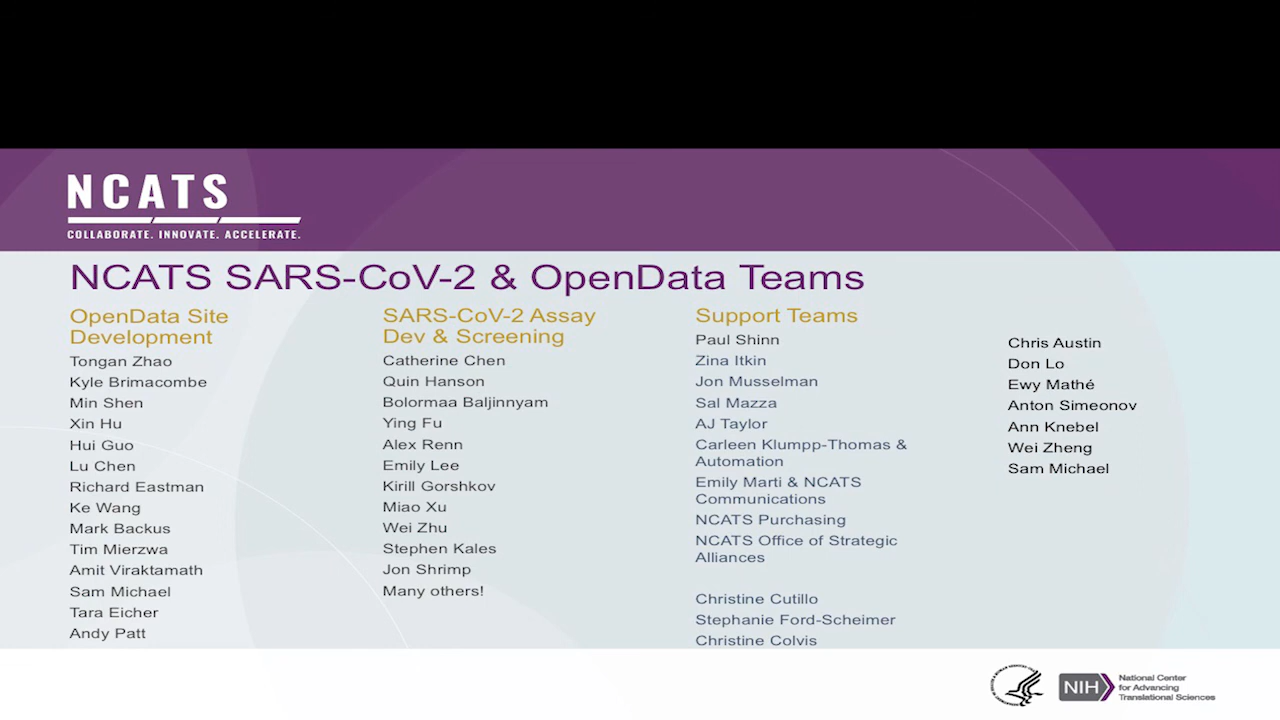 NCATS
COLLABORATE. INNOVATE. ACCELERATE.
NCATS SARS-CoV-2 & OpenData Teams
OpenData Site
Development
Tongan Zhao
Kyle Brimacombe
Min Shen
Xin Hu
Hui Guo
Lu Chen
Richard Eastman
Ke Wang
Mark Backus
Tim Mierzwa
Amit Viraktamath
Sam Michael
Tara Eicher
Andy Patt
SARS-CoV-2 Assay
Dev & Screening
Catherine Chen
Quin Hanson
Bolormaa Baljinnyam
Ying Fu
Alex Renn
Emily Lee
Kirill Gorshkov
Miao Xu
Wei Zhu
Stephen Kales
Jon Shrimp
Many others!
Support Teams
Paul Shinn
Zina Itkin
Jon Musselman
Sal Mazza
AJ Taylor
Carleen Klumpp-Thomas &
Automation
Emily Marti & NCATS
Communications
NCATS Purchasing
NCATS Office of Strategic
Alliances
Christine Cutillo
Stephanie Ford-Scheimer
Christine Colvis
Chris Austin
Don Lo
Ewy Mathé
Anton Simeonov
Ann Knebel
Wei Zheng
Sam Michael
NIH
National Center
for Advancing
Translational Sciences